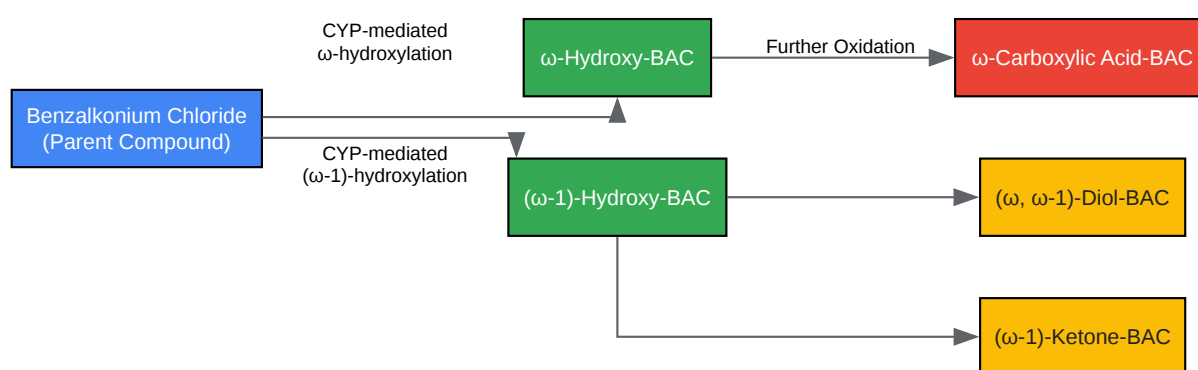 CYP-mediated
ω-hydroxylation
ω-Hydroxy-BAC
Further Oxidation
ω-Carboxylic Acid-BAC
Benzalkonium Chloride
(Parent Compound)
CYP-mediated
(ω-1)-hydroxylation
(ω-1)-Hydroxy-BAC
(ω, ω-1)-Diol-BAC
(ω-1)-Ketone-BAC